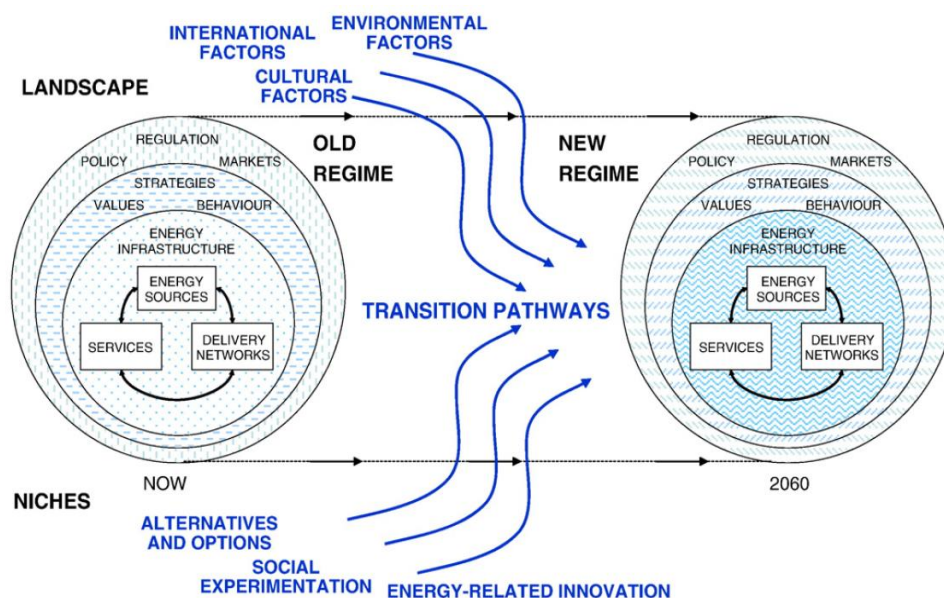 ENVIRONMENTAL
FACTORS
INTERNATIONAL
FACTORS
CULTURAL
FACTORS
LANDSCAPE
OLD
REGIME
NEW
REGIME
REGULATION
POLICY
MARKETS
STRATEGIES
VALUES
BEHAVIOUR
ENERGY
INFRASTRUCTURE
ENERGY
SOURCES
SERVICES
DELIVERY
NETWORKS
TRANSITION PATHWAYS
REGULATION
POLICY
MARKETS
STRATEGIES
VALUES
BEHAVIOUR
ENERGY
INFRASTRUCTURE
ENERGY
SOURCES
SERVICES
DELIVERY
NETWORKS
NOW
2060
NICHES
ALTERNATIVES
AND OPTIONS
SOCIAL
EXPERIMENTATION
ENERGY-RELATED INNOVATION